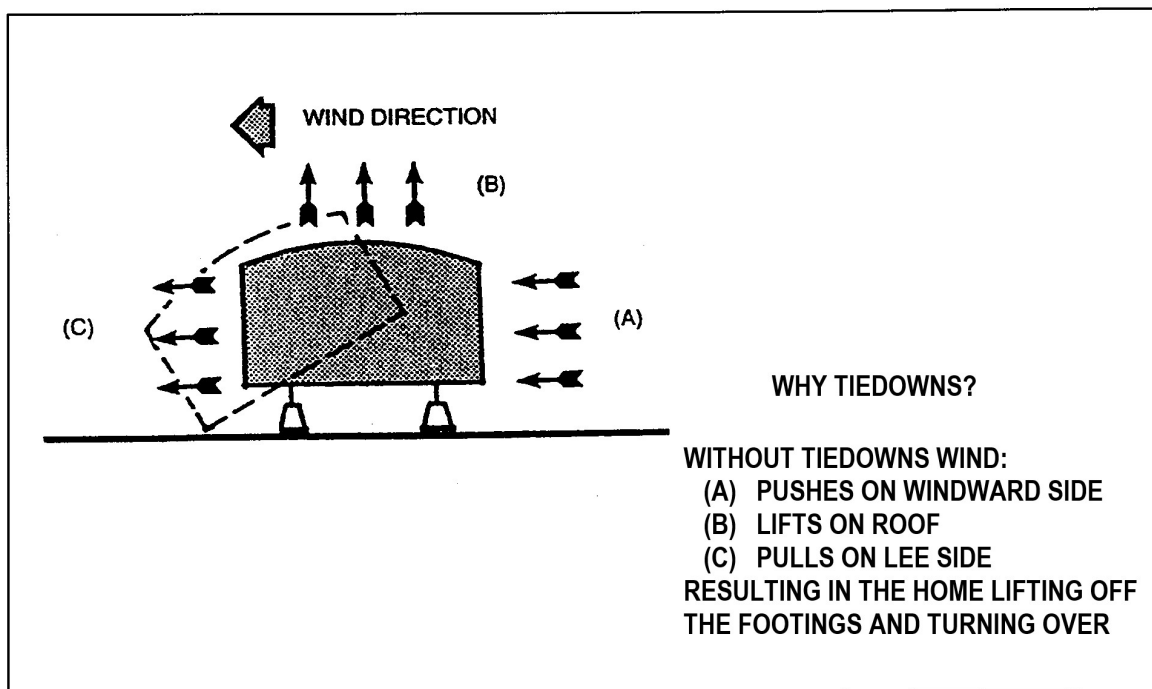 WIND DIRECTION
(B)
(C)
(A)
WHY TIEDOWNS?
WITHOUT TIEDOWNS WIND:
(A) PUSHES ON WINDWARD SIDE
(B) LIFTS ON ROOF
(C) PULLS ON LEE SIDE
RESULTING IN THE HOME LIFTING OFF
THE FOOTINGS AND TURNING OVER